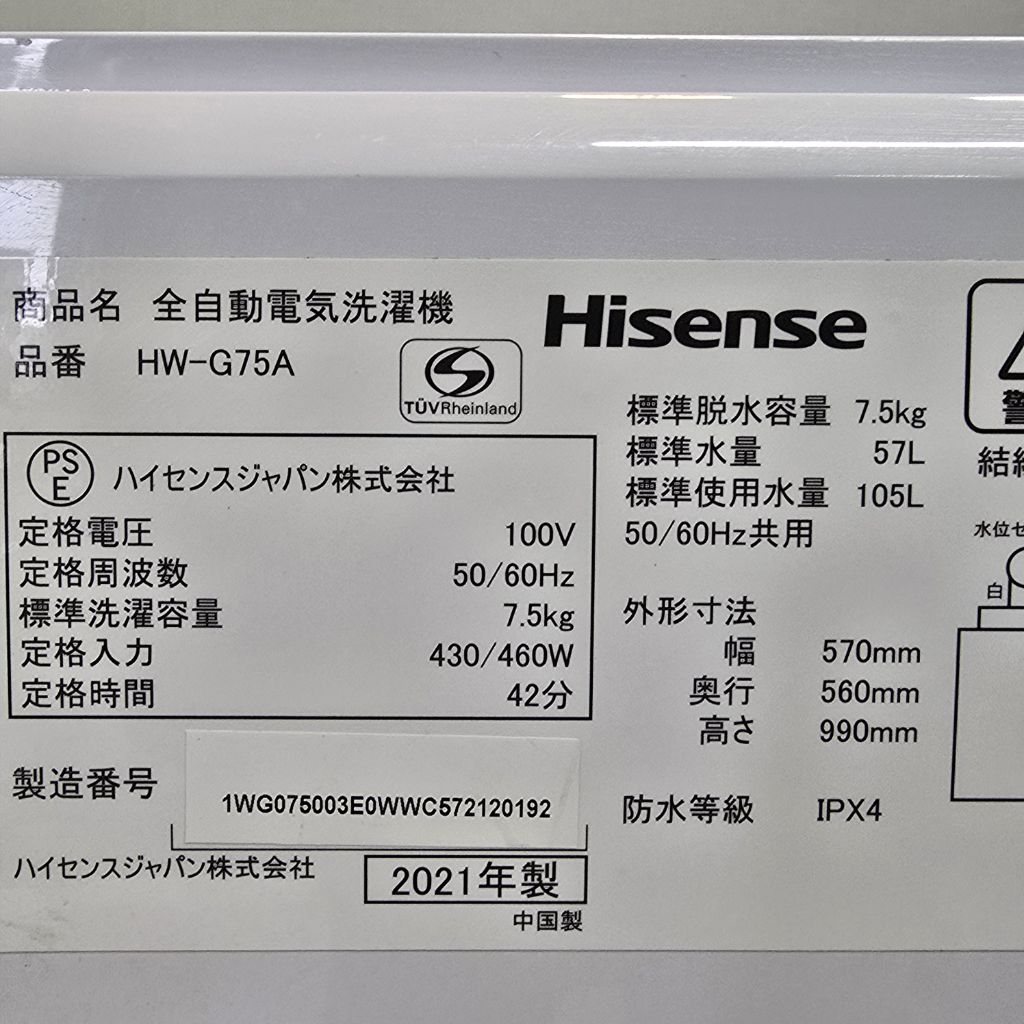 商品名 全自動電気洗濯機
品番 HW-G75A
TÜVRheinland
Hisense
PS
E
ハイセンスジャパン株式会社
定格電圧 100V
定格周波数 50/60Hz
標準洗濯容量 7.5kg
定格入力 430/460W
定格時間 42分
製造番号 1WG075003E0WWC572120192
ハイセンスジャパン株式会社
2021年製
中国製
標準脱水容量 7.5kg
標準水量 57L
標準使用水量 105L
50/60Hz共用
外形寸法
幅 570mm
奥行 560mm
高さ 990mm
防水等級 IPX4
警
結
水位セ
白